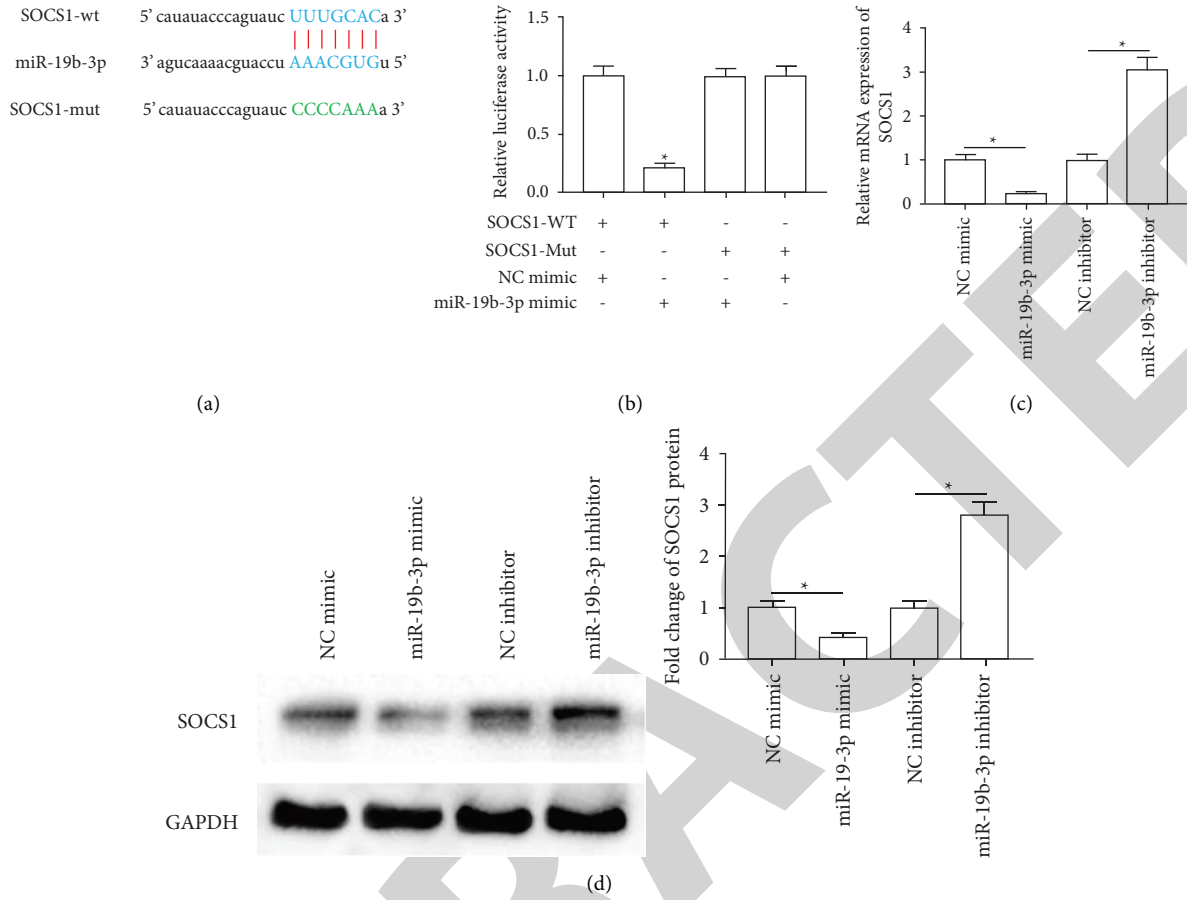 SOCS1-wt 5' cauauacccaguauc UUUGCACa 3'
miR-19b-3p 3' agucaaaacguaccu AAACGUGu 5'
SOCS1-mut 5' cauauacccaguauc CCCCAAAa 3'
(a)
Relative luciferase activity
1.5
1.0
0.5
0.0
*
SOCS1-WT + + - -
SOCS1-Mut - - + +
NC mimic + - - +
miR-19b-3p mimic - + + -
(b)
Relative mRNA expression of
SOCS1
4
3
2
1
0
*
*
NC mimic
miR-19b-3p mimic
NC inhibitor
miR-19b-3p inhibitor
(c)
NC mimic
miR-19b-3p mimic
NC inhibitor
miR-19b-3p inhibitor
SOCS1
GAPDH
Fold change of SOCS1 protein
4
3
2
1
0
*
*
NC mimic
miR-19-3p mimic
NC inhibitor
miR-19b-3p inhibitor
(d)